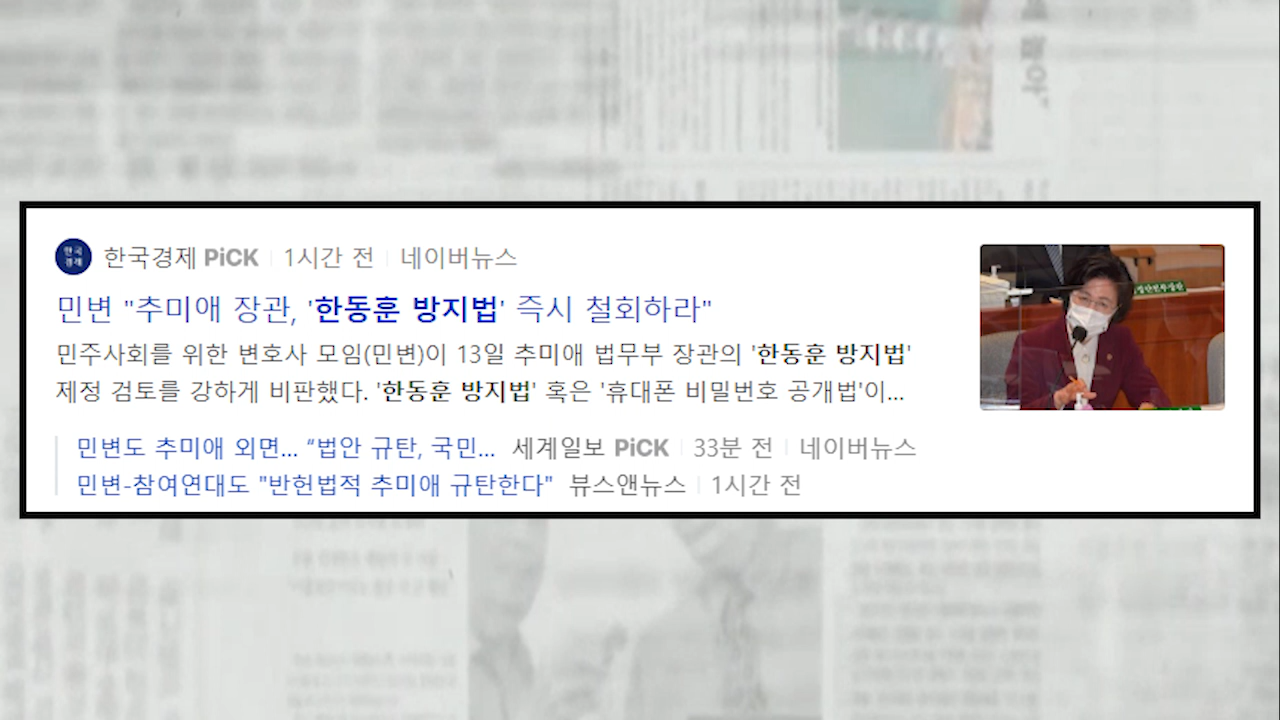 한국경제
한국경제 PiCK 1시간 전 네이버뉴스
민변 "추미애 장관, '한동훈 방지법' 즉시 철회하라"
민주사회를 위한 변호사 모임(민변)이 13일 추미애 법무부 장관의 '한동훈 방지법'
제정 검토를 강하게 비판했다. '한동훈 방지법' 혹은 '휴대폰 비밀번호 공개법'이...
민변도 추미애 외면... “법안 규탄, 국민... 세계일보 PiCK 33분 전 네이버뉴스
민변-참여연대도 "반헌법적 추미애 규탄한다" 뷰스앤뉴스 1시간 전